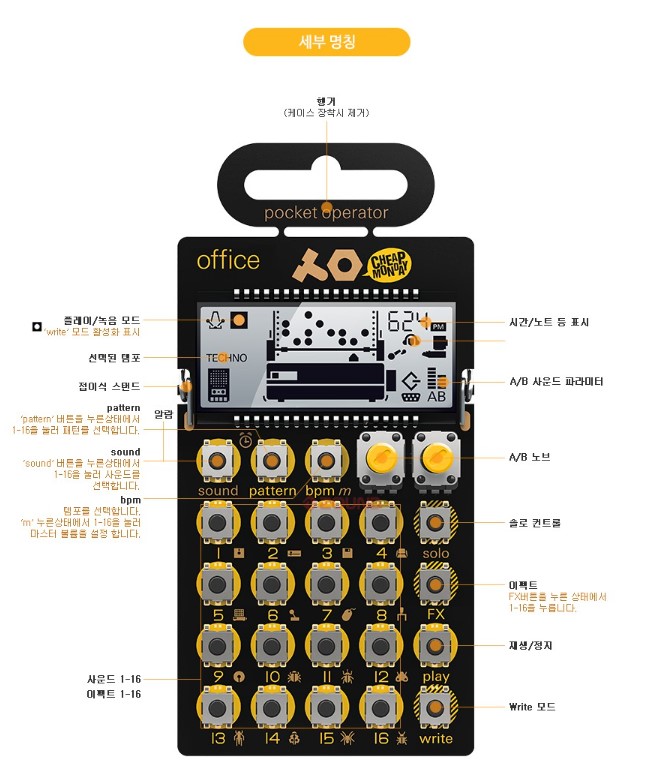 세부 명칭
행거
(케이스 장착시 제거)
pocket operator
office
CHEAP
MONDAY
플레이/녹음 모드
'write' 모드 활성화 표시
624
PM
시간/노트 등 표시
선택된 템포
TECHNO
접이식 스탠드
A/B 사운드 파라미터
AB
pattern
'pattern' 버튼을 누른상태에서
1-16을 눌러 패턴를 선택합니다.
알람
sound
'sound' 버튼을 누른상태에서
1-16을 눌러 사운드를
선택합니다.
A/B 노브
sound pattern bpm m
bpm
템포를 선택합니다.
'm' 누른상태에서 1-16을 눌러
마스터 볼륨을 설정 합니다.
솔로 컨트롤
1 2 3 4 solo
이펙트
FX버튼을 누른 상태에서
1-16을 누릅니다.
5 6 7 8 FX
재생/정지
9 10 11 12 play
사운드 1-16
이펙트 1-16
Write 모드
13 14 15 16 write